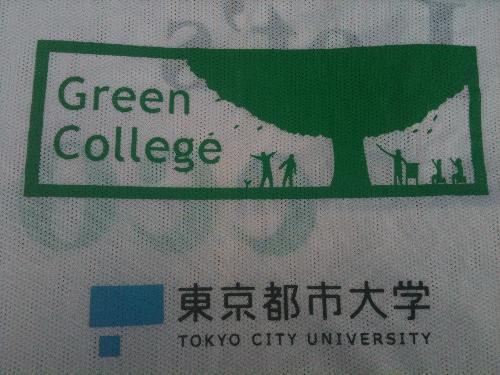 Green
College
東京都市大学
TOKYO CITY UNIVERSITY